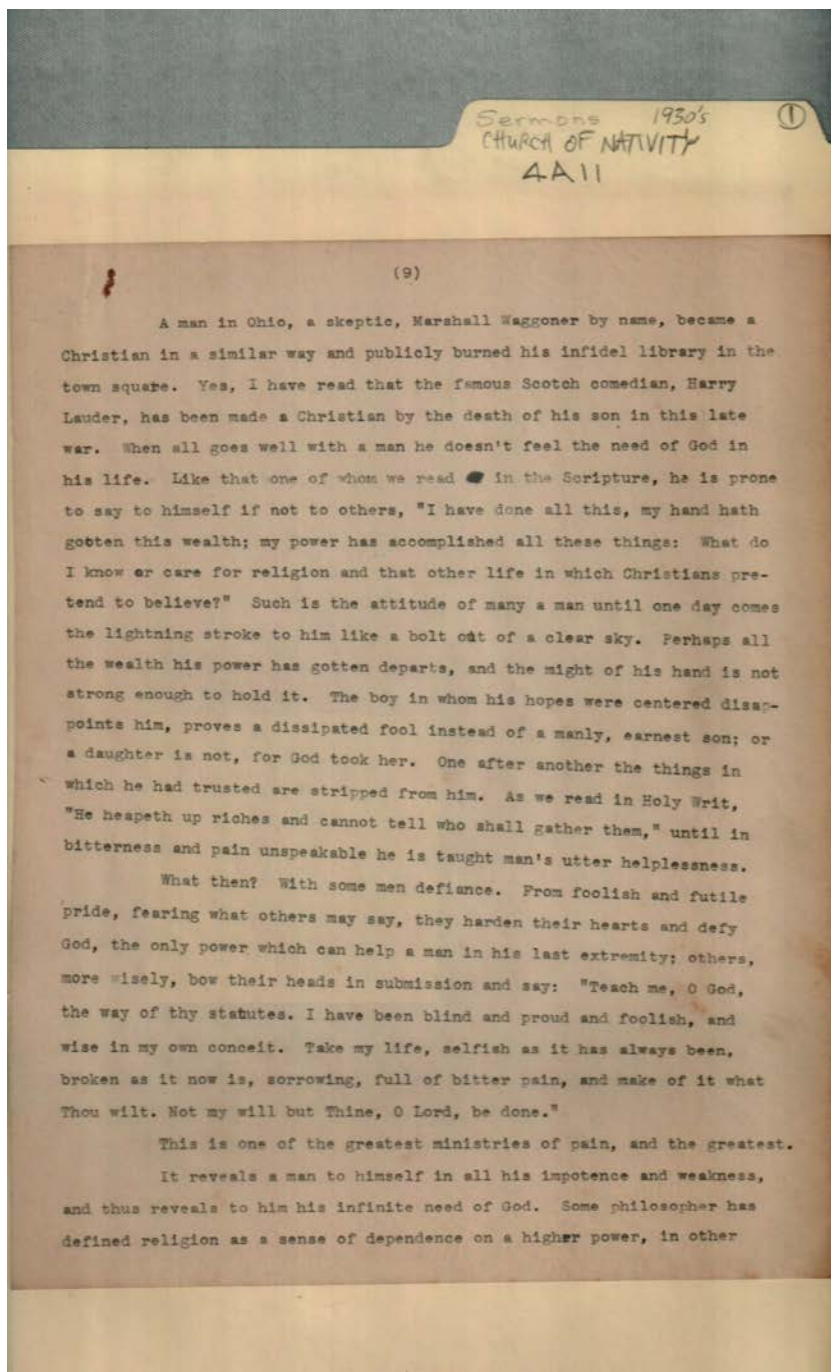 Sermons 1930's ①
CHURCH OF NATIVITY
4A11
(9)
A man in Ohio, a skeptic, Marshall Waggoner by name, became a
Christian in a similar way and publicly burned his infidel library in the
town square. Yes, I have read that the famous Scotch comedian, Harry
Lauder, has been made a Christian by the death of his son in this late
war. When all goes well with a man he doesn't feel the need of God in
his life. Like that one of whom we read in the Scripture, he is prone
to say to himself if not to others, "I have done all this, my hand hath
gotten this wealth; my power has accomplished all these things: What do
I know or care for religion and that other life in which Christians pre-
tend to believe?" Such is the attitude of many a man until one day comes
the lightning stroke to him like a bolt out of a clear sky. Perhaps all
the wealth his power has gotten departs, and the might of his hand is not
strong enough to hold it. The boy in whom his hopes were centered disap-
points him, proves a dissipated fool instead of a manly, earnest son; or
a daughter is not, for God took her. One after another the things in
which he had trusted are stripped from him. As we read in Holy Writ,
"He heapeth up riches and cannot tell who shall gather them," until in
bitterness and pain unspeakable he is taught man's utter helplessness.
What then? With some men defiance. From foolish and futile
pride, fearing what others may say, they harden their hearts and defy
God, the only power which can help a man in his last extremity; others,
more wisely, bow their heads in submission and say: "Teach me, O God,
the way of thy statutes. I have been blind and proud and foolish, and
wise in my own conceit. Take my life, selfish as it has always been,
broken as it now is, sorrowing, full of bitter pain, and make of it what
Thou wilt. Not my will but Thine, O Lord, be done."
This is one of the greatest ministries of pain, and the greatest.
It reveals a man to himself in all his impotence and weakness,
and thus reveals to him his infinite need of God. Some philosopher has
defined religion as a sense of dependence on a higher power, in other